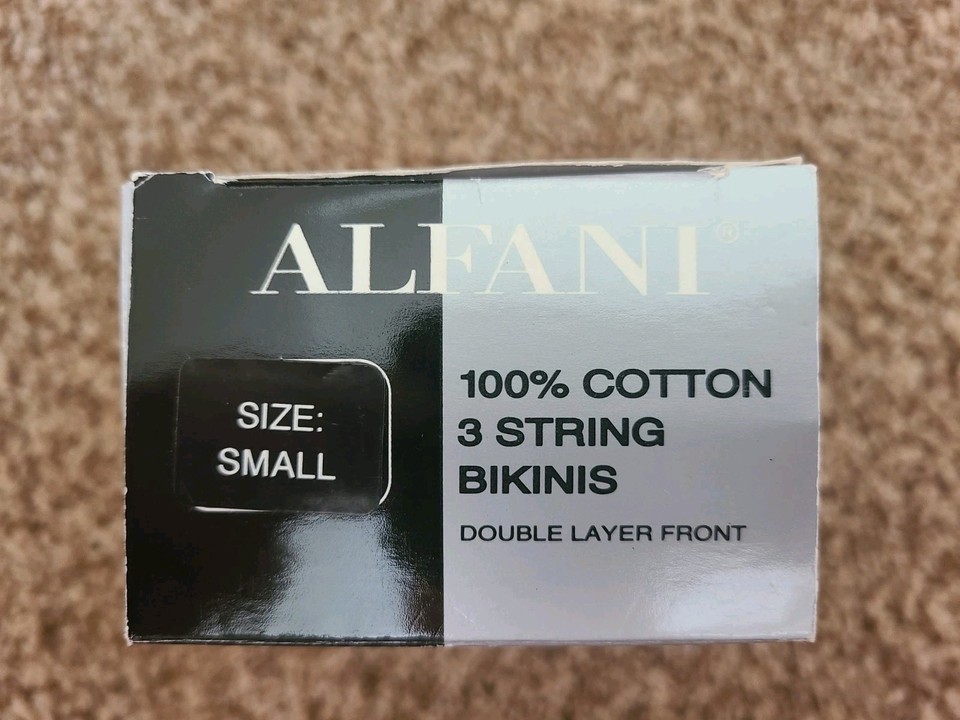 ALFANI®
SIZE:
SMALL
100% COTTON
3 STRING
BIKINIS
DOUBLE LAYER FRONT